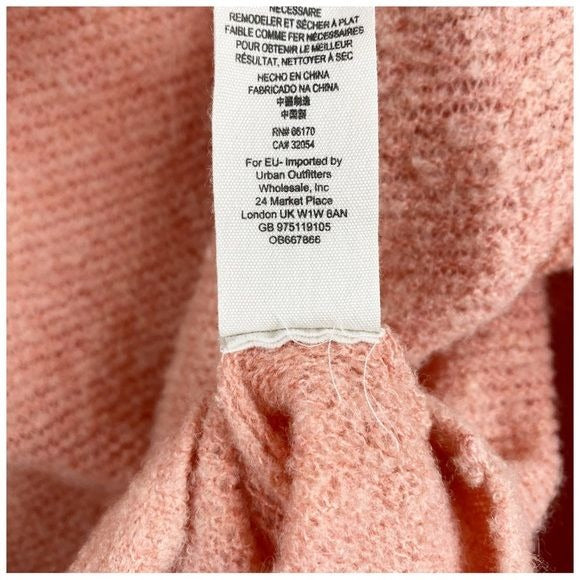 NÉCESSAIRE
REMODELER ET SÉCHER À PLAT
FAIBLE COMME FER NÉCESSAIRES
POUR OBTENIR LE MEILLEUR
RÉSULTAT, NETTOYER À SEC
HECHO EN CHINA
FABRICADO NA CHINA
中國制造
中国製
RN# 66170
CA# 32054
For EU- Imported by
Urban Outfitters
Wholesale, Inc
24 Market Place
London UK W1W 8AN
GB 975119105
OB667866